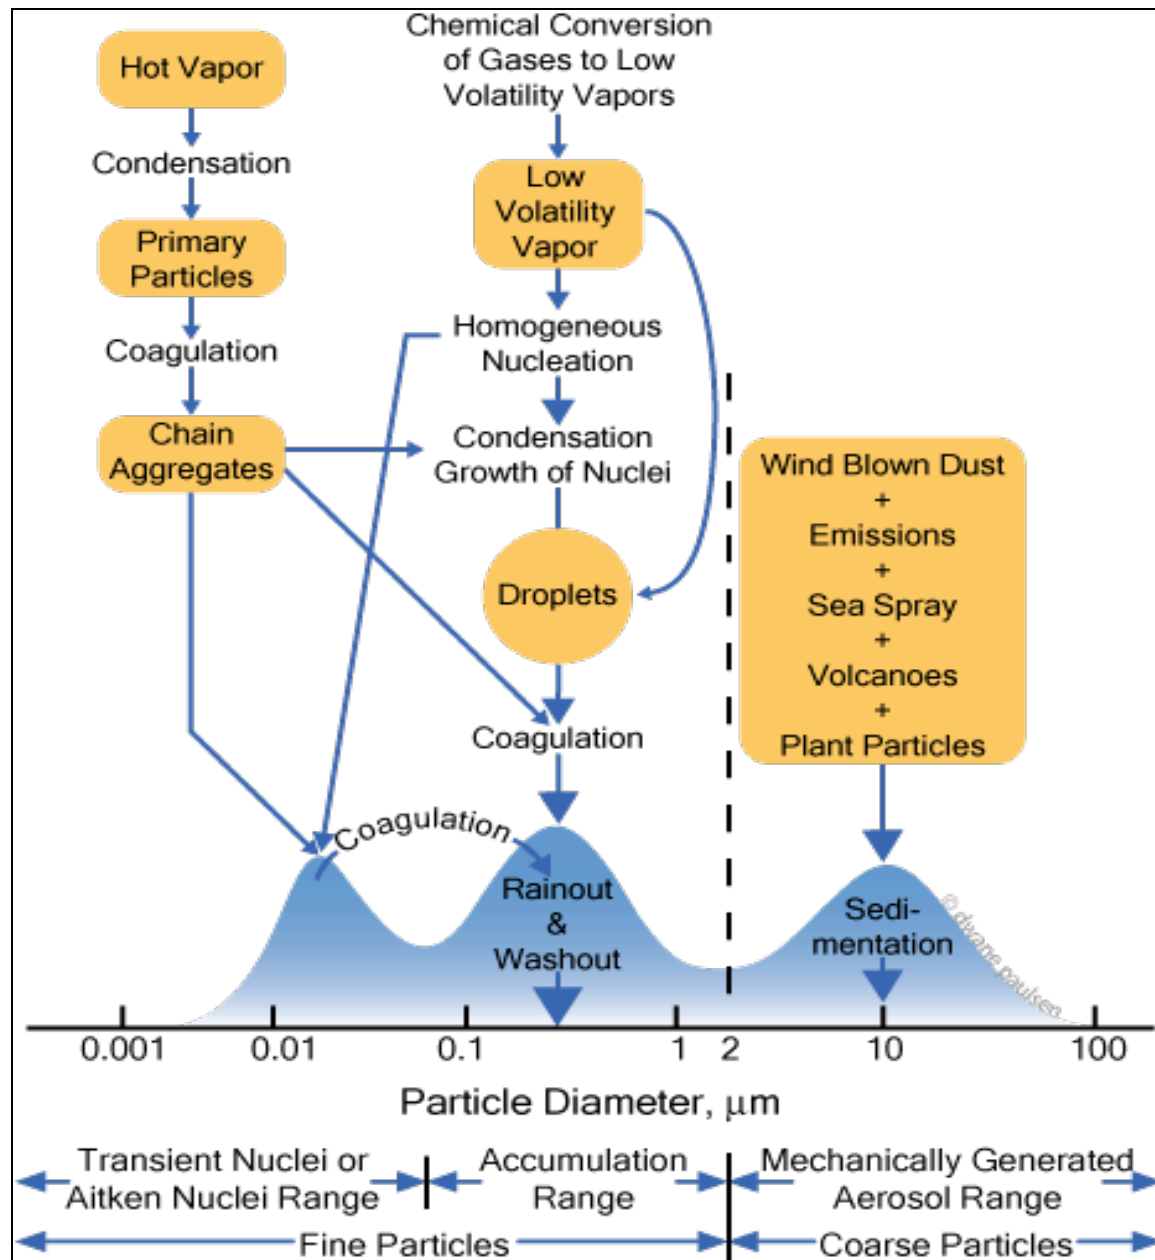 Hot Vapor
Condensation
Primary
Particles
Coagulation
Chain
Aggregates
Chemical Conversion
of Gases to Low
Volatility Vapors
Low
Volatility
Vapor
Homogeneous
Nucleation
Condensation
Growth of Nuclei
Droplets
Coagulation
Wind Blown Dust
+
Emissions
+
Sea Spray
+
Volcanoes
+
Plant Particles
Coagulation
Rainout
&
Washout
Sedi-
mentation
© dwane paulsen
0.001 0.01 0.1 1 2 10 100
Particle Diameter, µm
Transient Nuclei or
Aitken Nuclei Range
Accumulation
Range
Mechanically Generated
Aerosol Range
Fine Particles
Coarse Particles